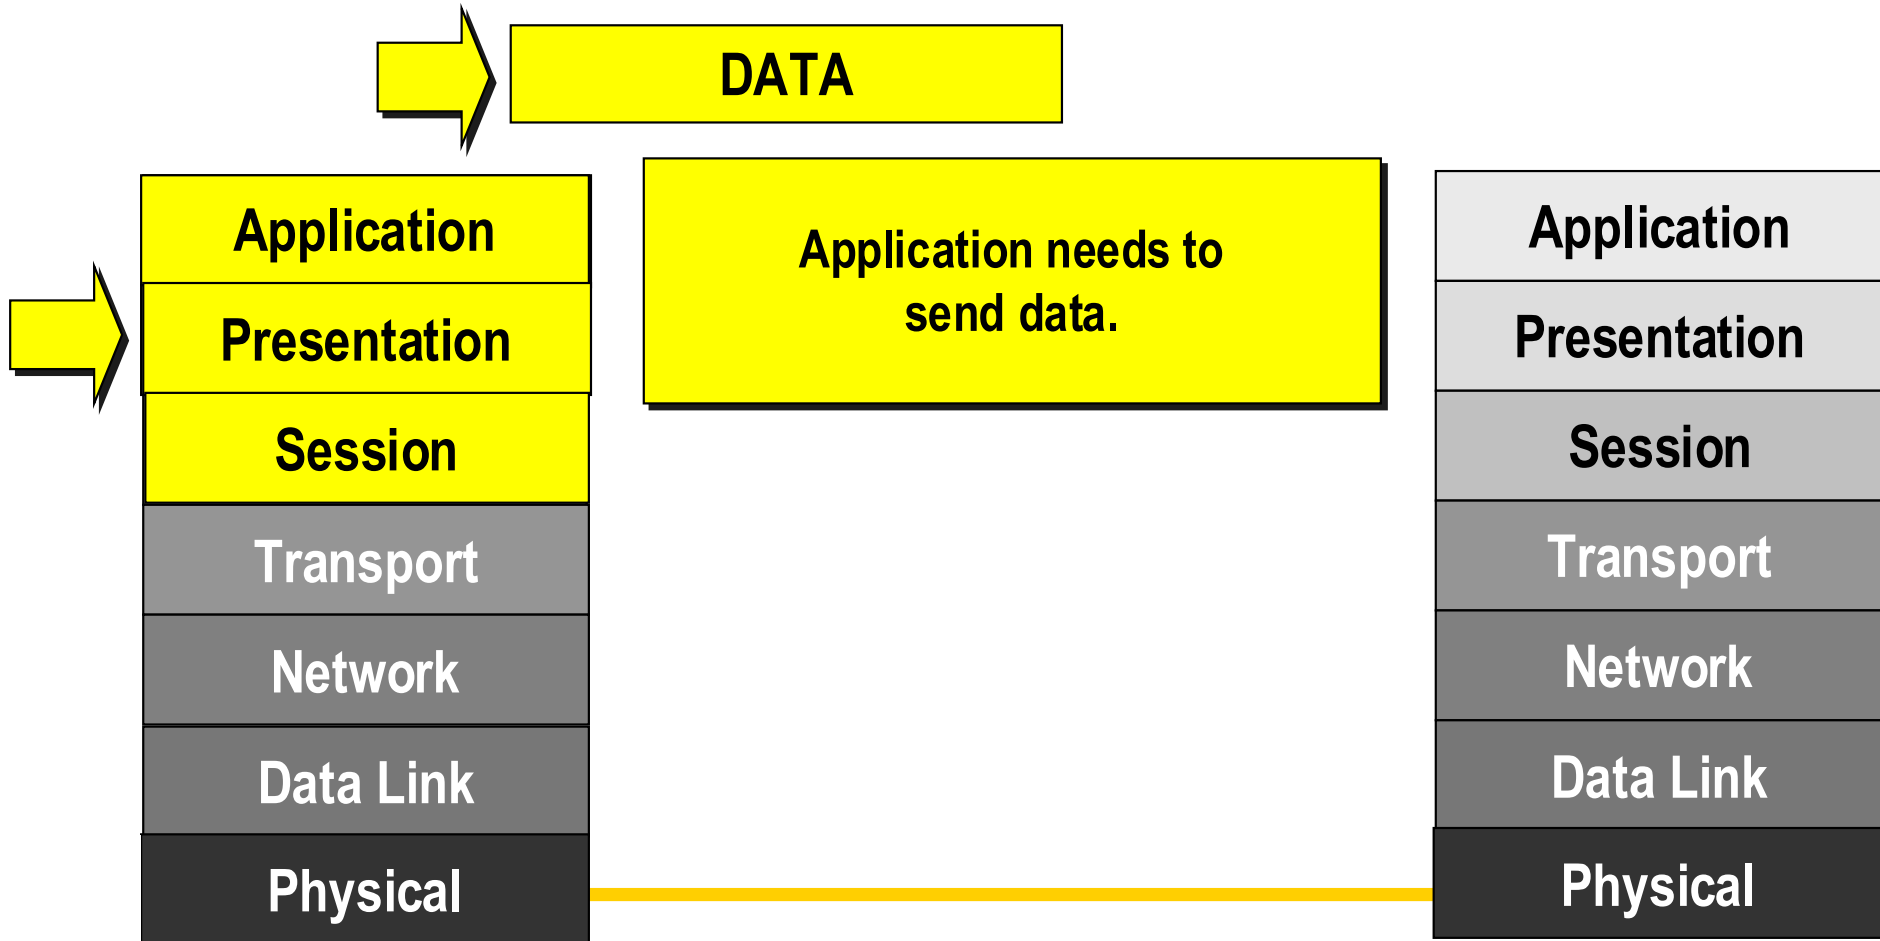 DATA
Application
Presentation
Session
Transport
Network
Data Link
Physical
Application needs to
send data.
Application
Presentation
Session
Transport
Network
Data Link
Physical